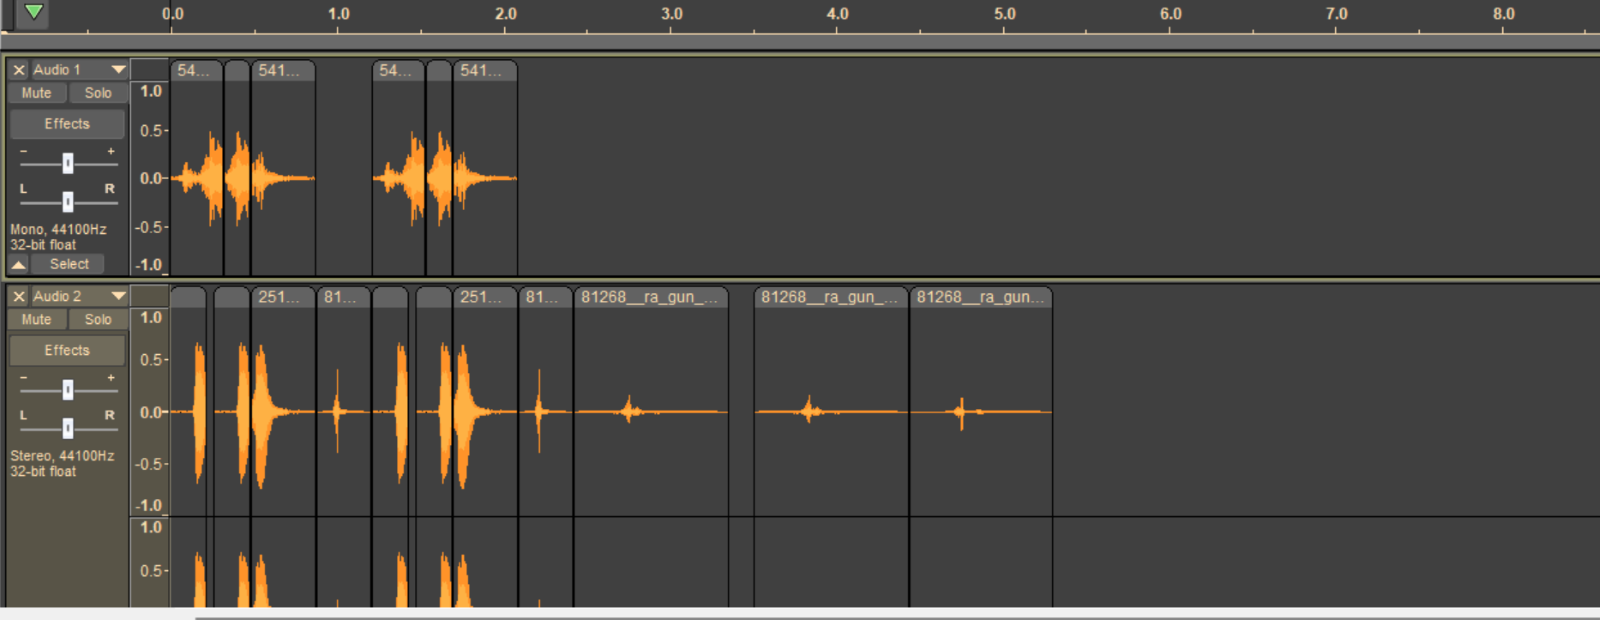 0.0 1.0 2.0 3.0 4.0 5.0 6.0 7.0 8.0
Audio 1
54... 541... 54... 541...
Mute Solo
1.0
Effects
0.5
- +
0.0
L R
-0.5
Mono, 44100Hz
32-bit float
Select
-1.0
Audio 2
251... 81... 251... 81... 81268__ra_gun_... 81268__ra_gun_... 81268__ra_gun...
Mute Solo
1.0
Effects
0.5
- +
0.0
L R
Stereo, 44100Hz
-0.5
32-bit float
-1.0
1.0
0.5